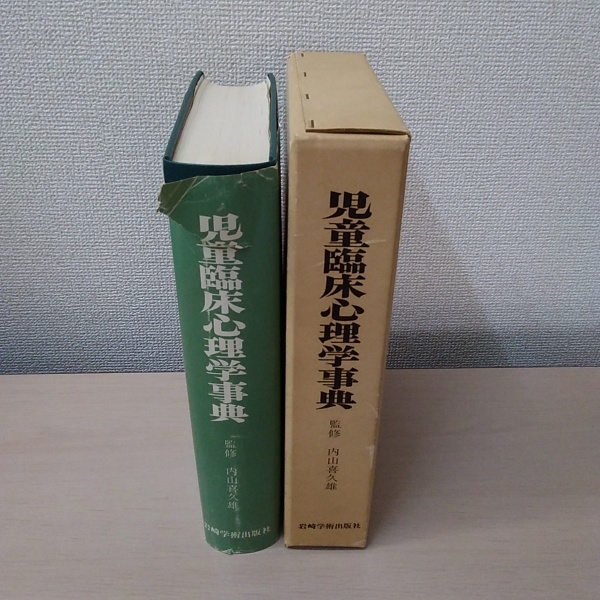 児童臨床心理学事典
監修 内山喜久雄
岩崎学術出版社
児童臨床心理学事典
監修 内山喜久雄
岩崎学術出版社